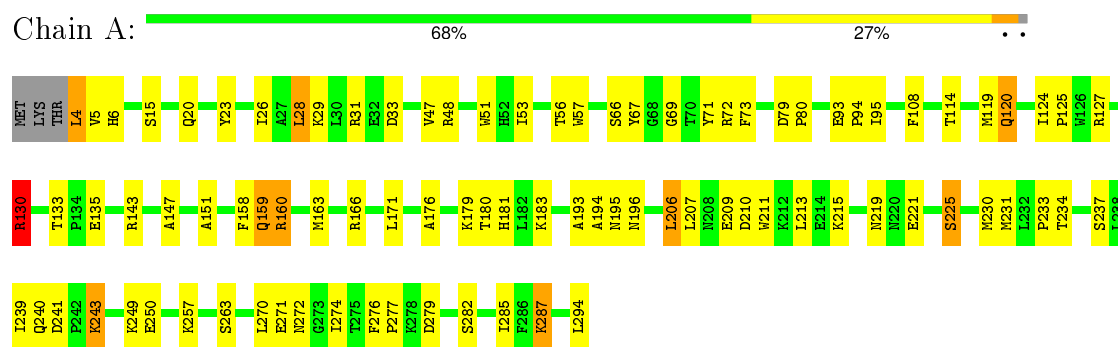 Chain A:
68% 27% • •
MET LYS THR L4 V5 H6 S15 Q20 Y23 I26 A27 L28 K29 L30 R31 E32 D33 V47 R48 W51 H52 I53 T56 W57 S66 Y67 G68 G69 T70 Y71 R72 F73 D79 P80 E93 P94 I95 F108 T114 M119 Q120 I124 P125 W126 R127
R130 T133 P134 E135 R143 A147 A151 F158 Q159 R160 M163 R166 L171 A176 K179 T180 H181 L182 K183 A193 A194 N195 N196 L206 L207 N208 E209 D210 W211 K212 L213 E214 K215 N219 N220 E221 S225 M230 M231 L232 P233 T234 S237 L238
I239 Q240 D241 P242 K243 K249 E250 K257 S263 L270 E271 N272 G273 I274 T275 F276 P277 K278 D279 S282 I285 F286 K287 L294